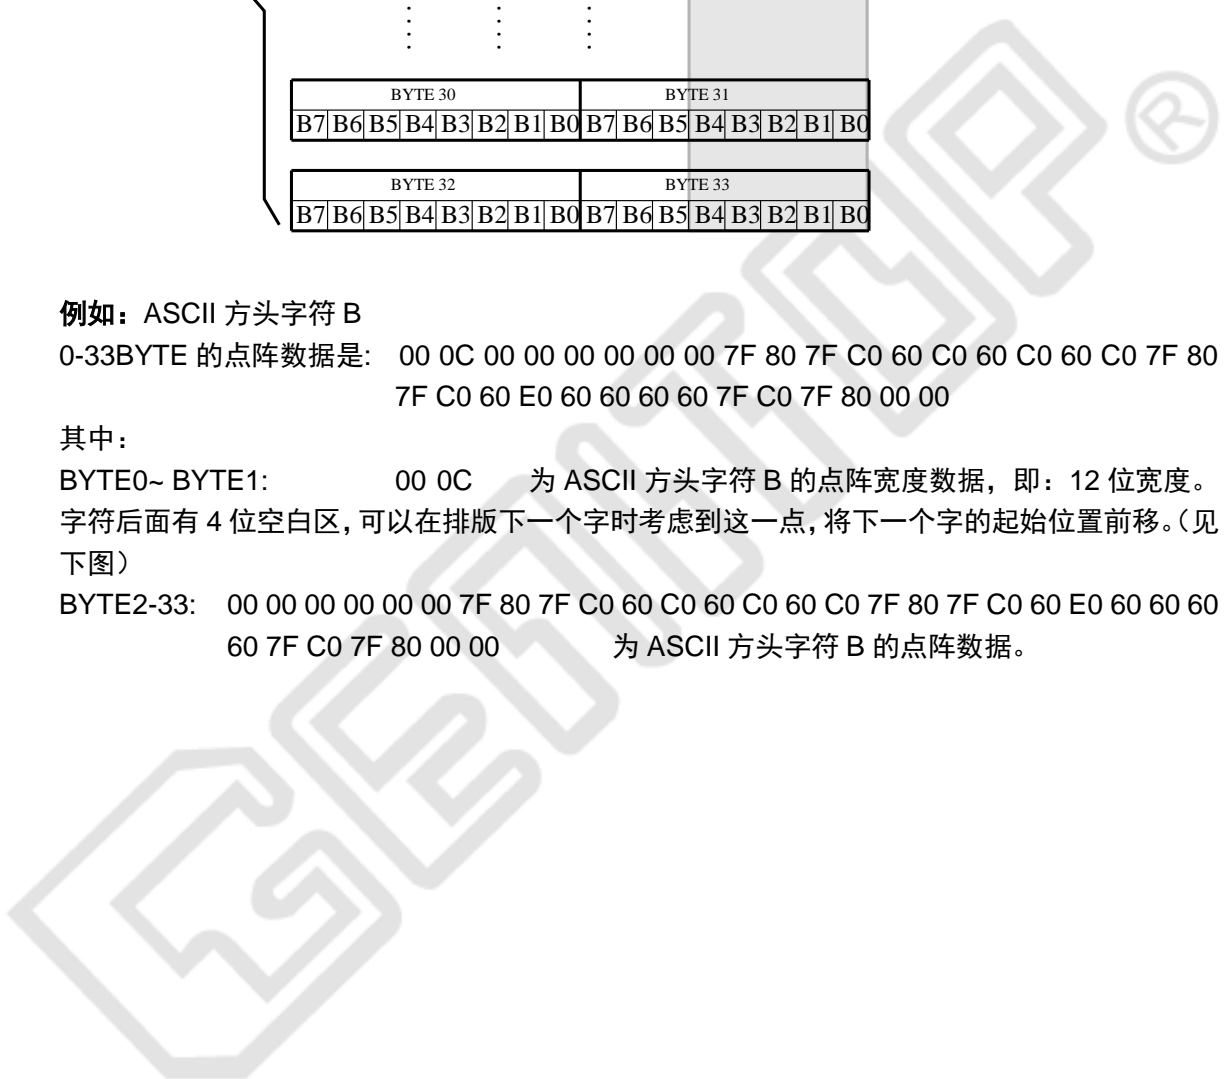 BYTE 30 BYTE 31
B7 B6 B5 B4 B3 B2 B1 B0 B7 B6 B5 B4 B3 B2 B1 B0
BYTE 32 BYTE 33
B7 B6 B5 B4 B3 B2 B1 B0 B7 B6 B5 B4 B3 B2 B1 B0
例如：ASCII 方头字符 B
0-33BYTE 的点阵数据是: 00 0C 00 00 00 00 00 00 7F 80 7F C0 60 C0 60 C0 60 C0 7F 80
7F C0 60 E0 60 60 60 60 7F C0 7F 80 00 00
其中：
BYTE0~ BYTE1: 00 0C 为 ASCII 方头字符 B 的点阵宽度数据，即：12 位宽度。
字符后面有 4 位空白区，可以在排版下一个字时考虑到这一点，将下一个字的起始位置前移。（见
下图）
BYTE2-33: 00 00 00 00 00 00 7F 80 7F C0 60 C0 60 C0 60 C0 7F 80 7F C0 60 E0 60 60 60
60 7F C0 7F 80 00 00 为 ASCII 方头字符 B 的点阵数据。
GENITOP ®